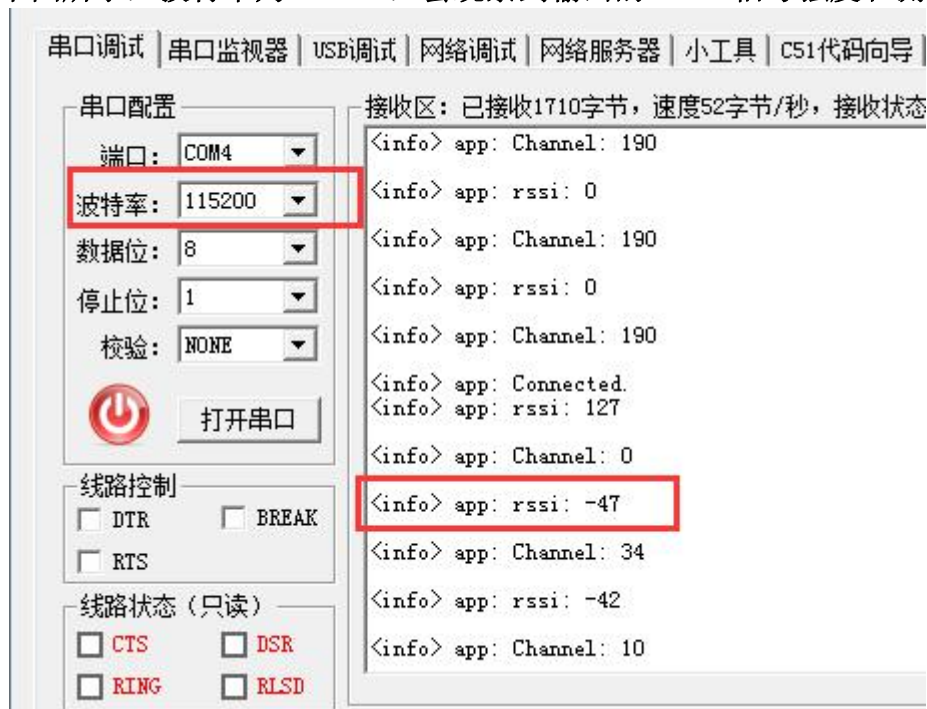 串口调试 串口监视器 USB调试 网络调试 网络服务器 小工具 C51代码向导
串口配置
端口： COM4
波特率： 115200
数据位： 8
停止位： 1
校验： NONE
打开串口
线路控制
DTR BREAK
RTS
线路状态（只读）
CTS DSR
RING RLSD
接收区：已接收1710字节，速度52字节/秒，接收状态
<info> app: Channel: 190
<info> app: rssi: 0
<info> app: Channel: 190
<info> app: rssi: 0
<info> app: Channel: 190
<info> app: Connected.
<info> app: rssi: 127
<info> app: Channel: 0
<info> app: rssi: -47
<info> app: Channel: 34
<info> app: rssi: -42
<info> app: Channel: 10